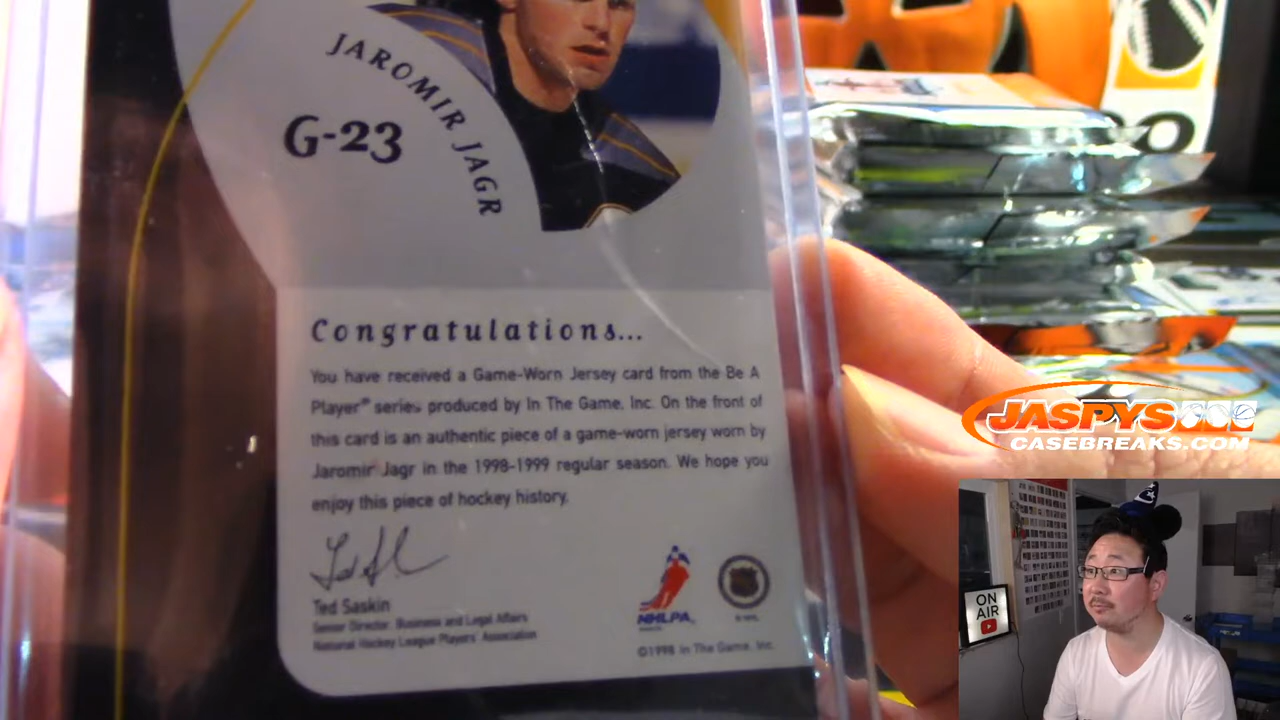 JAROMIR JAGR
G-23
Congratulations...
You have received a Game-Worn Jersey card from the Be A
Player® series produced by In The Game, Inc. On the front of
this card is an authentic piece of a game-worn jersey worn by
Jaromir Jagr in the 1998-1999 regular season. We hope you
enjoy this piece of hockey history.
Ted Saskin
Senior Director, Business and Legal Affairs
National Hockey League Players' Association
NHLPA
©1998 In The Game, Inc.
JASPYS
CASEBREAKS.COM
ON
AIR